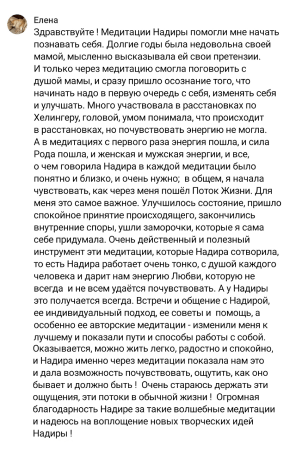 Елена
Здравствуйте ! Медитации Надиры помогли мне начать
познавать себя. Долгие годы была недовольна своей
мамой, мысленно высказывала ей свои претензии.
И только через медитацию смогла поговорить с
душой мамы, и сразу пришло осознание того, что
начинать надо в первую очередь с себя, изменять себя
и улучшать. Много участвовала в расстановках по
Хелингеру, головой, умом понимала, что происходит
в расстановках, но почувствовать энергию не могла.
А в медитациях с первого раза энергия пошла, и сила
Рода пошла, и женская и мужская энергии, и все,
о чем говорила Надира в каждой медитации было
понятно и близко, и очень нужно; в общем, я начала
чувствовать, как через меня пошёл Поток Жизни. Для
меня это самое важное. Улучшилось состояние, пришло
спокойное принятие происходящего, закончились
внутренние споры, ушли заморочки, которые я сама
себе придумала. Очень действенный и полезный
инструмент эти медитации, которые Надира сотворила,
то есть Надира работает очень тонко, с душой каждого
человека и дарит нам энергию Любви, которую не
всегда и не всем удаётся почувствовать. А у Надиры
это получается всегда. Встречи и общение с Надирой,
ее индивидуальный подход, ее советы и помощь, а
особенно ее авторские медитации - изменили меня к
лучшему и показали пути и способы работы с собой.
Оказывается, можно жить легко, радостно и спокойно,
и Надира именно через медитации показала нам это
и дала возможность почувствовать, ощутить, как оно
бывает и должно быть ! Очень стараюсь держать эти
ощущения, эти потоки в обычной жизни ! Огромная
благодарность Надире за такие волшебные медитации
и надеюсь на воплощение новых творческих идей
Надиры !